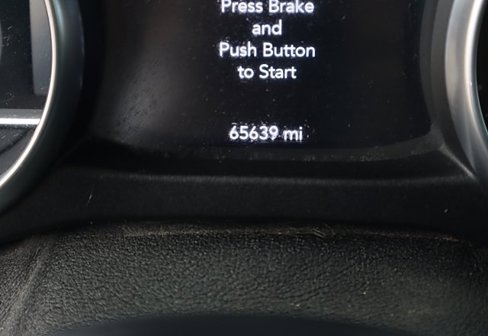 Press Brake
and
Push Button
to Start
65639 mi